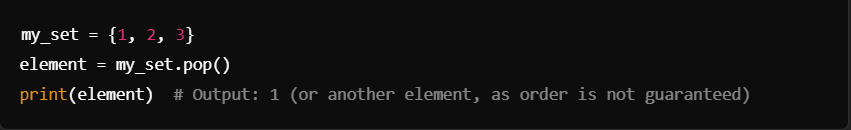 my_set = {1, 2, 3}
element = my_set.pop()
print(element)  # Output: 1 (or another element, as order is not guaranteed)